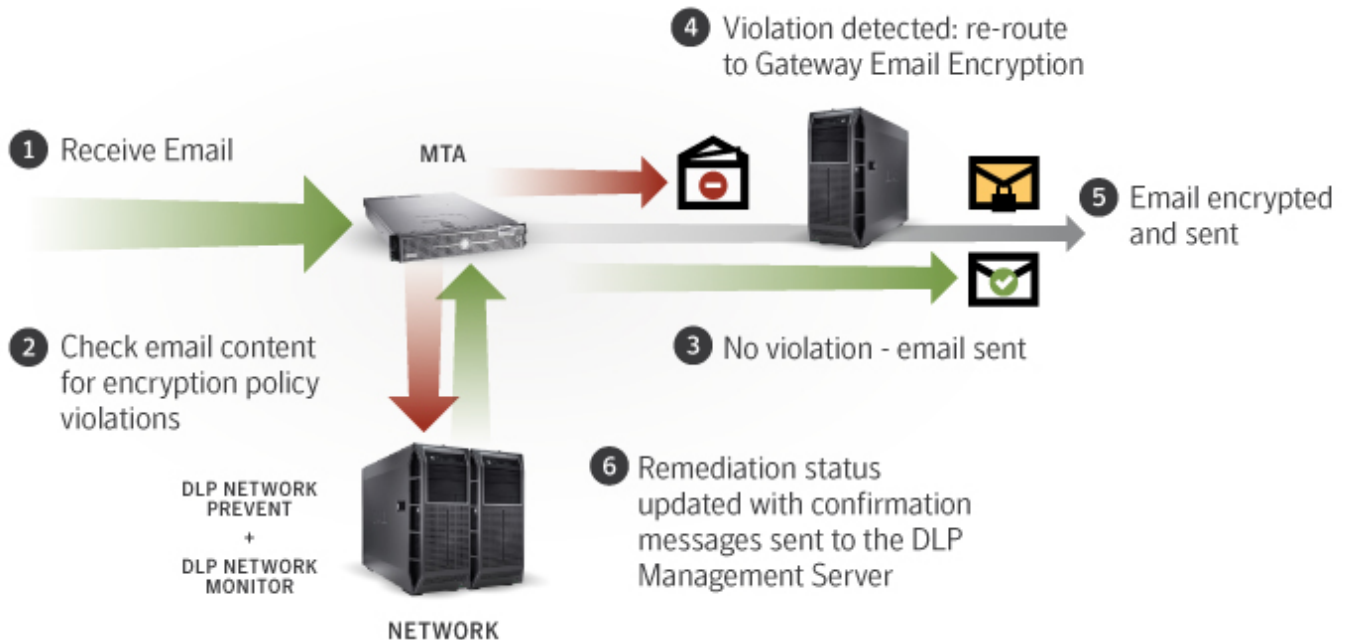 4 Violation detected: re-route
to Gateway Email Encryption
1 Receive Email
MTA
5 Email encrypted
and sent
2 Check email content
for encryption policy
violations
3 No violation - email sent
DLP NETWORK
PREVENT
+
DLP NETWORK
MONITOR
6 Remediation status
updated with confirmation
messages sent to the DLP
Management Server
NETWORK